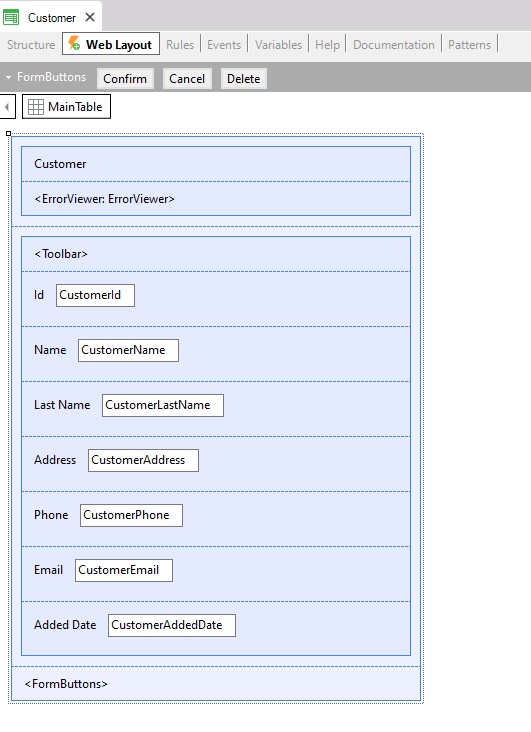 Customer
Structure Web Layout Rules Events Variables Help Documentation Patterns
FormButtons Confirm Cancel Delete
MainTable
Customer
<ErrorViewer: ErrorViewer>
<Toolbar>
Id CustomerId
Name CustomerName
Last Name CustomerLastName
Address CustomerAddress
Phone CustomerPhone
Email CustomerEmail
Added Date CustomerAddedDate
<FormButtons>